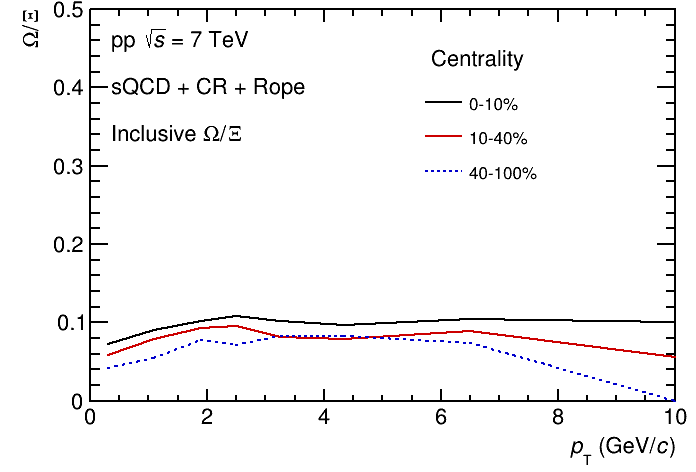 Ω/Ξ
0.5
0.4
0.3
0.2
0.1
0
pp √s = 7 TeV
sQCD + CR + Rope
Inclusive Ω/Ξ
Centrality
0-10%
10-40%
40-100%
0 2 4 6 8 10
pT (GeV/c)